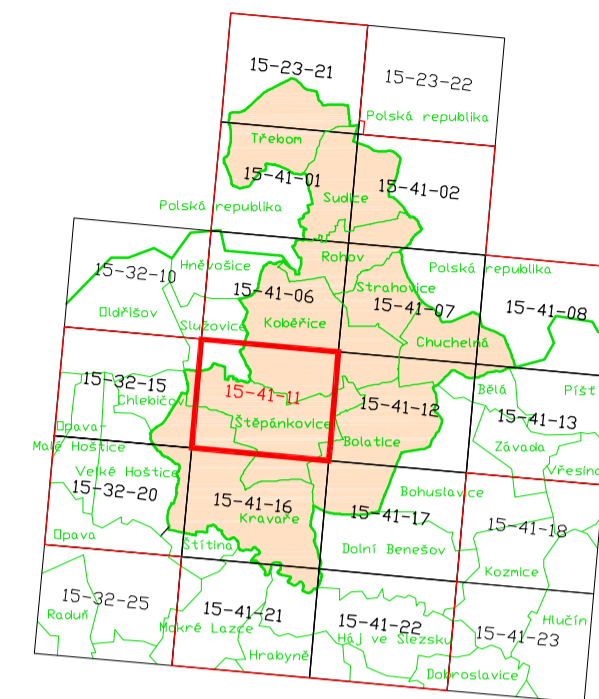 15-23-21
15-23-22
Polská republika
Třebom
15-41-01
15-41-02
Sudice
Polská republika
Rohov
Hněvošice
Polská republika
15-32-10
Strahovice
15-41-06
15-41-07
15-41-08
Oldřišov
Služovice
Kobeřice
Chuchelná
15-32-15
Chlebičov
15-41-11
15-41-12
Bělá
Píšť
Štěpánkovice
15-41-13
Opava
Bolatice
Závada
Malé Hoštice
Velké Hoštice
Vřesina
15-32-20
15-41-16
Bohuslavice
Kravaře
15-41-17
15-41-18
Opava
Štítina
Dolní Benešov
Kozmice
15-32-25
15-41-21
Raduň
Mokré Lazce
15-41-22
Hlučín
Háj ve Slezsku
15-41-23
Hrabyně
Dobroslavice